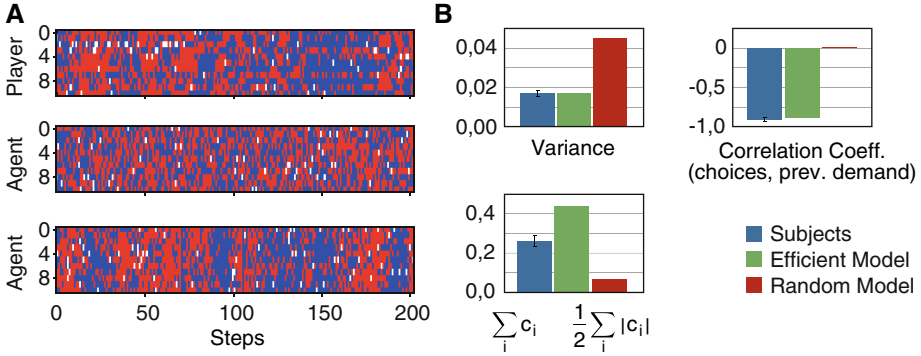 A
Player
0
4
8
Agent
0
4
8
Agent
0
4
8
0 50 100 150 200
Steps
B
0,04
0,02
0,00
Variance
0
-0,5
-1,0
Correlation Coeff.
(choices, prev. demand)
0,4
0,2
0,0
∑ cᵢ
i
1/2 ∑ |cᵢ|
i
Subjects
Efficient Model
Random Model